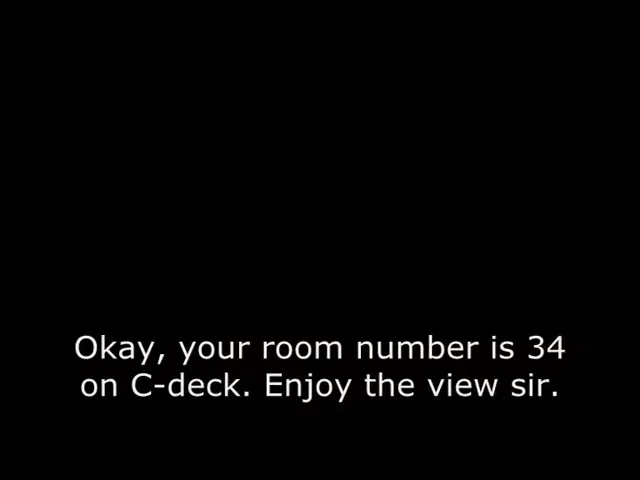 Okay, your room number is 34
on C-deck. Enjoy the view sir.